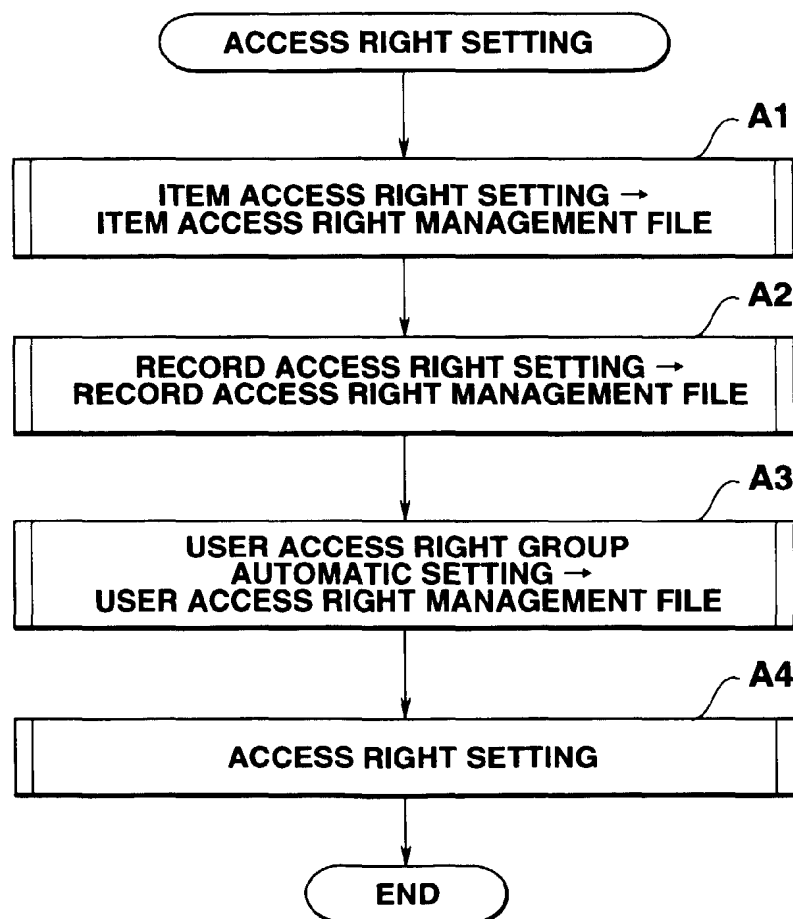 ACCESS RIGHT SETTING
A1
ITEM ACCESS RIGHT SETTING →
ITEM ACCESS RIGHT MANAGEMENT FILE
A2
RECORD ACCESS RIGHT SETTING →
RECORD ACCESS RIGHT MANAGEMENT FILE
A3
USER ACCESS RIGHT GROUP
AUTOMATIC SETTING →
USER ACCESS RIGHT MANAGEMENT FILE
A4
ACCESS RIGHT SETTING
END